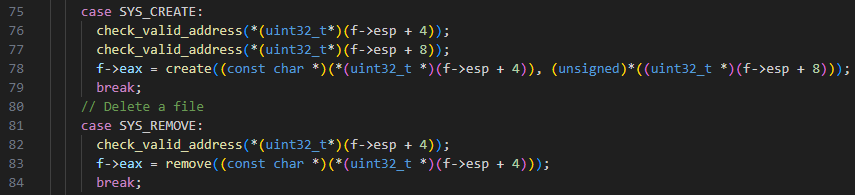 75 case SYS_CREATE:
76 check_valid_address(*(uint32_t*)(f->esp + 4));
77 check_valid_address(*(uint32_t*)(f->esp + 8));
78 f->eax = create((const char *)(*(uint32_t *)(f->esp + 4)), (unsigned)*((uint32_t *)(f->esp + 8)));
79 break;
80 // Delete a file
81 case SYS_REMOVE:
82 check_valid_address(*(uint32_t*)(f->esp + 4));
83 f->eax = remove((const char *)(*(uint32_t *)(f->esp + 4)));
84 break;